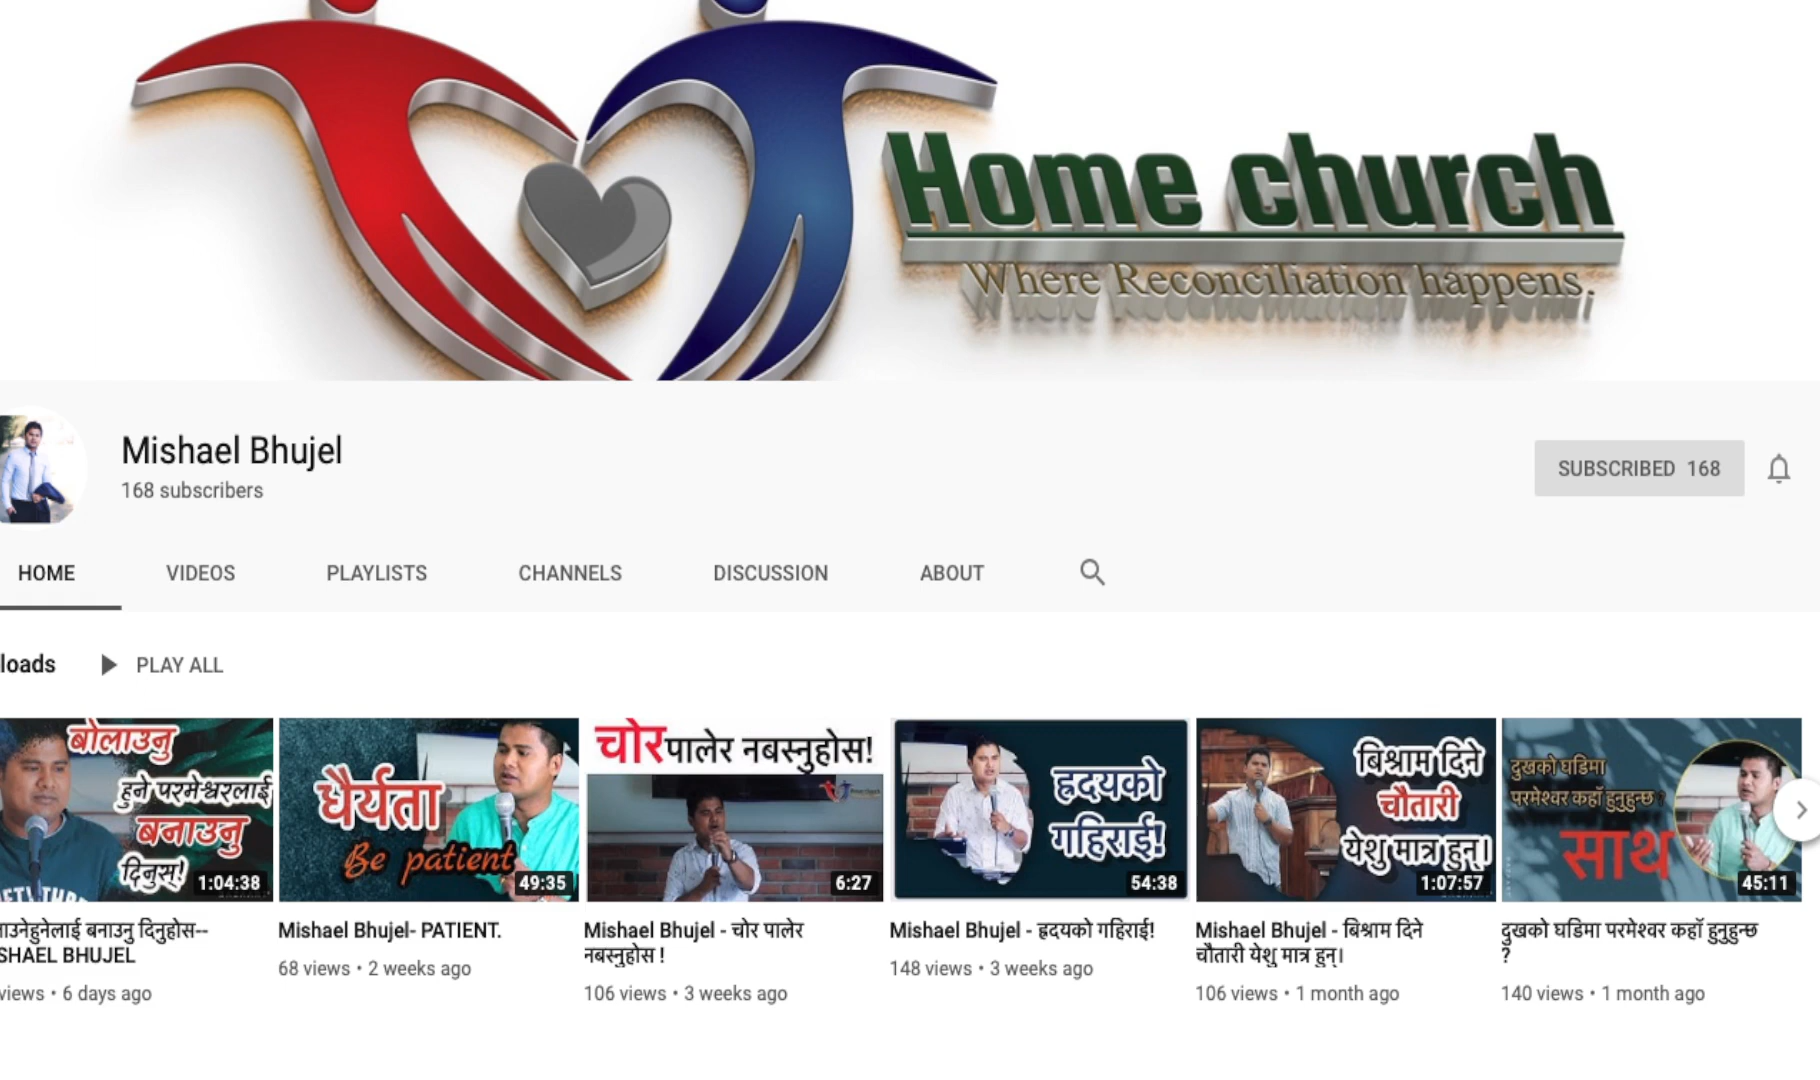 Home church
Where Reconciliation happens.
Mishael Bhujel
168 subscribers
SUBSCRIBED 168
HOME VIDEOS PLAYLISTS CHANNELS DISCUSSION ABOUT
loads PLAY ALL
बोलाउनु
हुने परमेश्वरलाई
बनाउनु
दिनुस्!
1:04:38
धैर्यता
Be patient
49:35
चोर पालेर नबस्नुहोस!
6:27
ह्रदयको
गहिराई!
54:38
बिश्राम दिने
चौतारी
येशु मात्र हुन्।
1:07:57
दुखको घडिमा
परमेश्वर कहाॅ हुनुहुन्छ ?
साथ
45:11
ाउनेहुनेलाई बनाउनु दिनुहोस--
SHAEL BHUJEL
views • 6 days ago
Mishael Bhujel- PATIENT.
68 views • 2 weeks ago
Mishael Bhujel - चोर पालेर
नबस्नुहोस !
106 views • 3 weeks ago
Mishael Bhujel - ह्रदयको गहिराई!
148 views • 3 weeks ago
Mishael Bhujel - बिश्राम दिने
चौतारी येशु मात्र हुन्।
106 views • 1 month ago
दुखको घडिमा परमेश्वर कहाॅ हुनुहुन्छ
?
140 views • 1 month ago